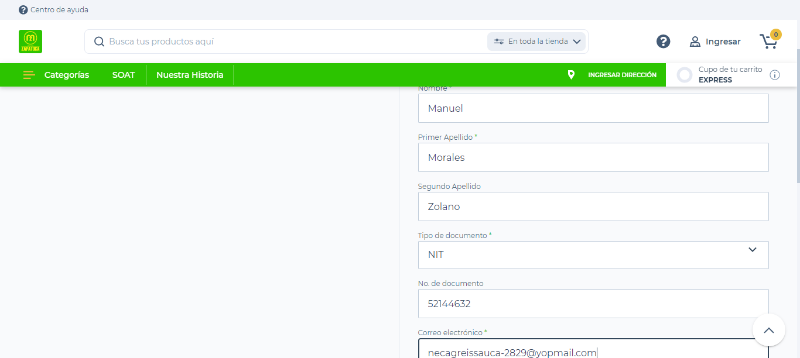 Centro de ayuda
Busca tus productos aquí
En toda la tienda
Ingresar
0
Categorías
SOAT
Nuestra Historia
INGRESAR DIRECCIÓN
Cupo de tu carrito
EXPRESS
Nombre *
Manuel
Primer Apellido *
Morales
Segundo Apellido
Zolano
Tipo de documento *
NIT
No. de documento
52144632
Correo electrónico *
necagreissauca-2829@yopmail.com